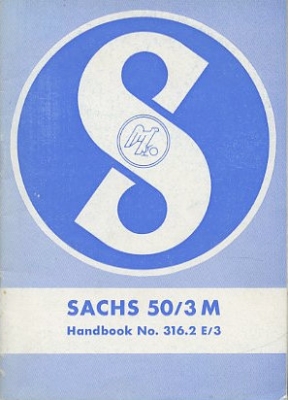 S
SACHS 50/3 M
Handbook No. 316.2 E/3